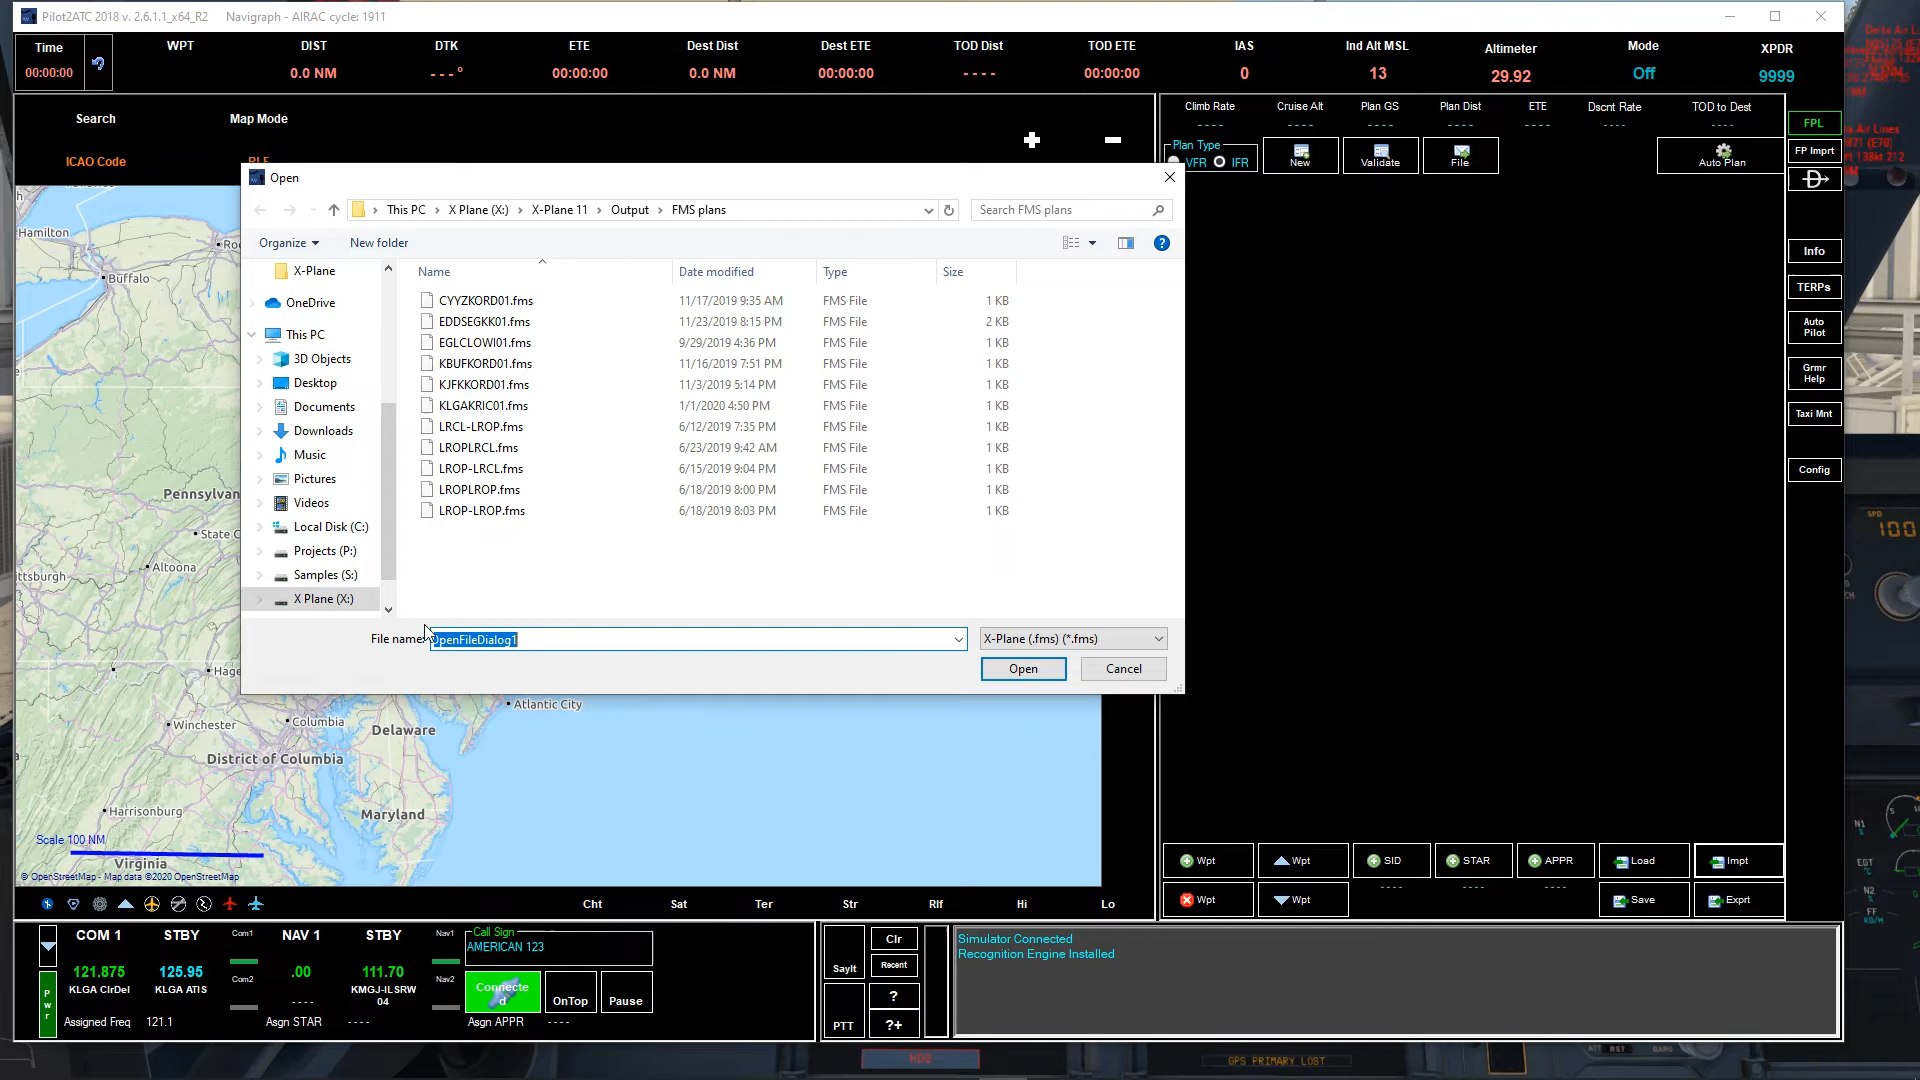 Pilot2ATC 2018 v. 2.6.1.1_x64_R2 Navigraph - AIRAC cycle: 1911
Time WPT DIST DTK ETE Dest Dist Dest ETE TOD Dist TOD ETE IAS Ind Alt MSL Altimeter Mode XPDR
00:00:00 0.0 NM - - - ° 00:00:00 0.0 NM 00:00:00 - - - - 00:00:00 0 13 29.92 Off 9999
Search Map Mode
ICAO Code
Climb Rate Cruise Alt Plan GS Plan Dist ETE Dscnt Rate TOD to Dest
- - - - - - - - - - - - - - - - - - - - - - - - - - - -
Plan Type
VFR IFR New Validate File Auto Plan
FPL
FP Imprt
D
Info
TERPs
Auto
Pilot
Grmr
Help
Taxi Mnt
Config
Open
This PC X Plane (X:) X-Plane 11 Output FMS plans
Search FMS plans
Organize New folder
Name Date modified Type Size
X-Plane
OneDrive
This PC
3D Objects
Desktop
Documents
Downloads
Music
Pictures
Videos
Local Disk (C:)
Projects (P:)
Samples (S:)
X Plane (X:)
CYYZKORD01.fms 11/17/2019 9:35 AM FMS File 1 KB
EDDSEGKK01.fms 11/23/2019 8:15 PM FMS File 2 KB
EGLCLOWI01.fms 9/29/2019 4:36 PM FMS File 1 KB
KBUFKORD01.fms 11/16/2019 7:51 PM FMS File 1 KB
KJFKKORD01.fms 11/3/2019 5:14 PM FMS File 1 KB
KLGAKRIC01.fms 1/1/2020 4:50 PM FMS File 1 KB
LRCL-LROP.fms 6/12/2019 7:35 PM FMS File 1 KB
LROPLRCL.fms 6/23/2019 9:42 AM FMS File 1 KB
LROP-LRCL.fms 6/15/2019 9:04 PM FMS File 1 KB
LROPLROP.fms 6/18/2019 8:00 PM FMS File 1 KB
LROP-LROP.fms 6/18/2019 8:03 PM FMS File 1 KB
File name: OpenFileDialog1
X-Plane (.fms) (*.fms)
Open Cancel
Hamilton
Buffalo
Altoona
Atlantic City
Winchester
Columbia
Delaware
District of Columbia
Harrisonburg
Maryland
Scale 100 NM
Virginia
© OpenStreetMap - Map data ©2020 OpenStreetMap
Wpt Wpt SID STAR APPR Load Impt
- - - - - - - - - - - -
Wpt Wpt Save Exprt
Cht Sat Ter Str Rlf Hi Lo
COM 1 STBY Com1 NAV 1 STBY Nav1
121.875 125.95 Com2 .00 111.70 Nav2
KLGA ClrDel KLGA ATIS - - - - KMGJ-ILSRW
04
Pwr
Assigned Freq 121.1 Asgn STAR - - - - Asgn APPR - - - -
Call Sign
AMERICAN 123
Connecte
d
OnTop Pause
SayIt
Clr
Recent
?
PTT ?+
Simulator Connected
Recognition Engine Installed
SPD
100
N1
EGT
N2
FF
GPS PRIMARY LOST